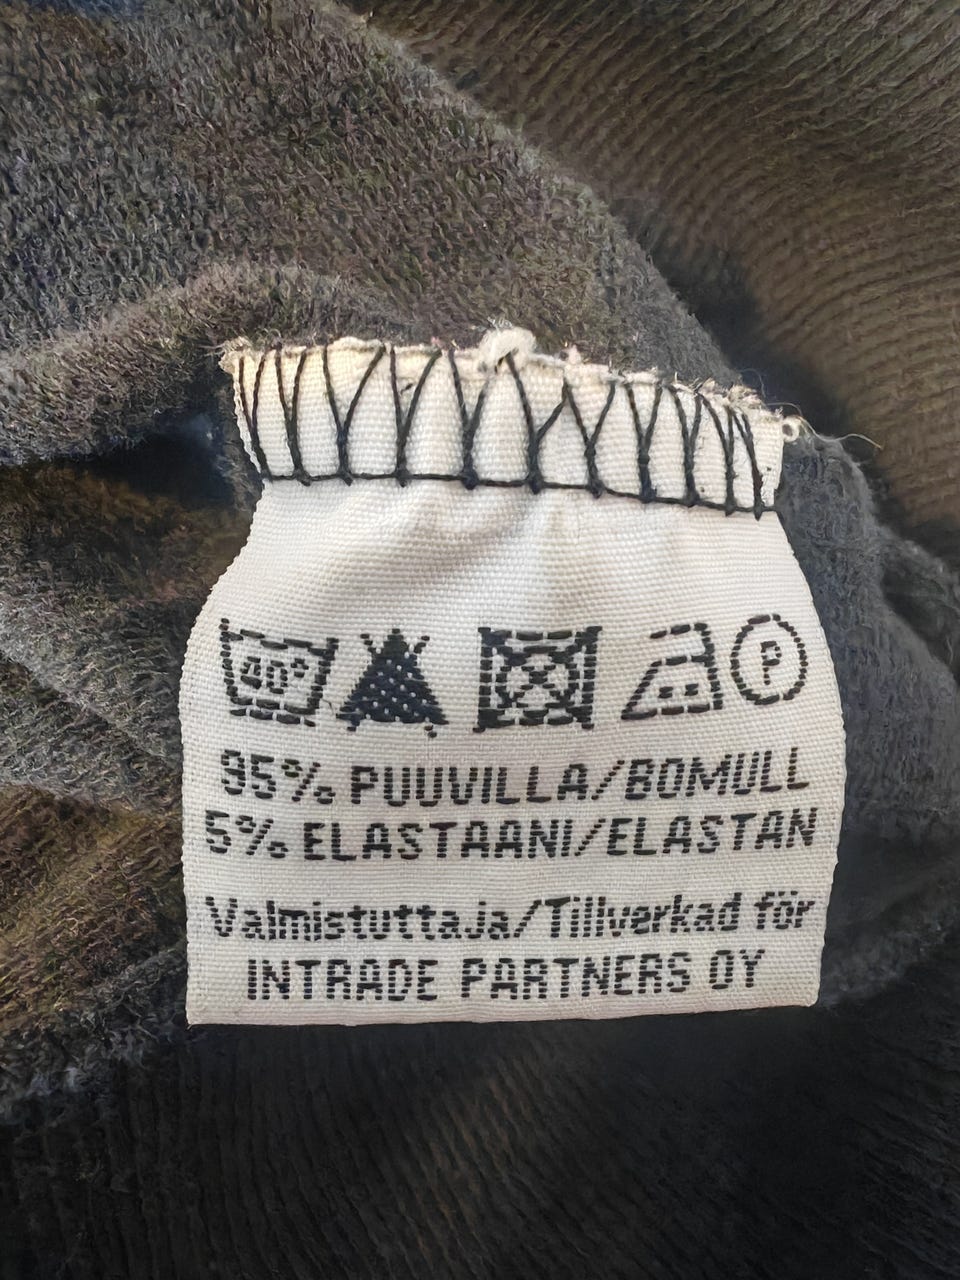 40° P
95% PUUVILLA/BOMULL
5% ELASTAANI/ELASTAN
Valmistuttaja/Tillverkad för
INTRADE PARTNERS OY